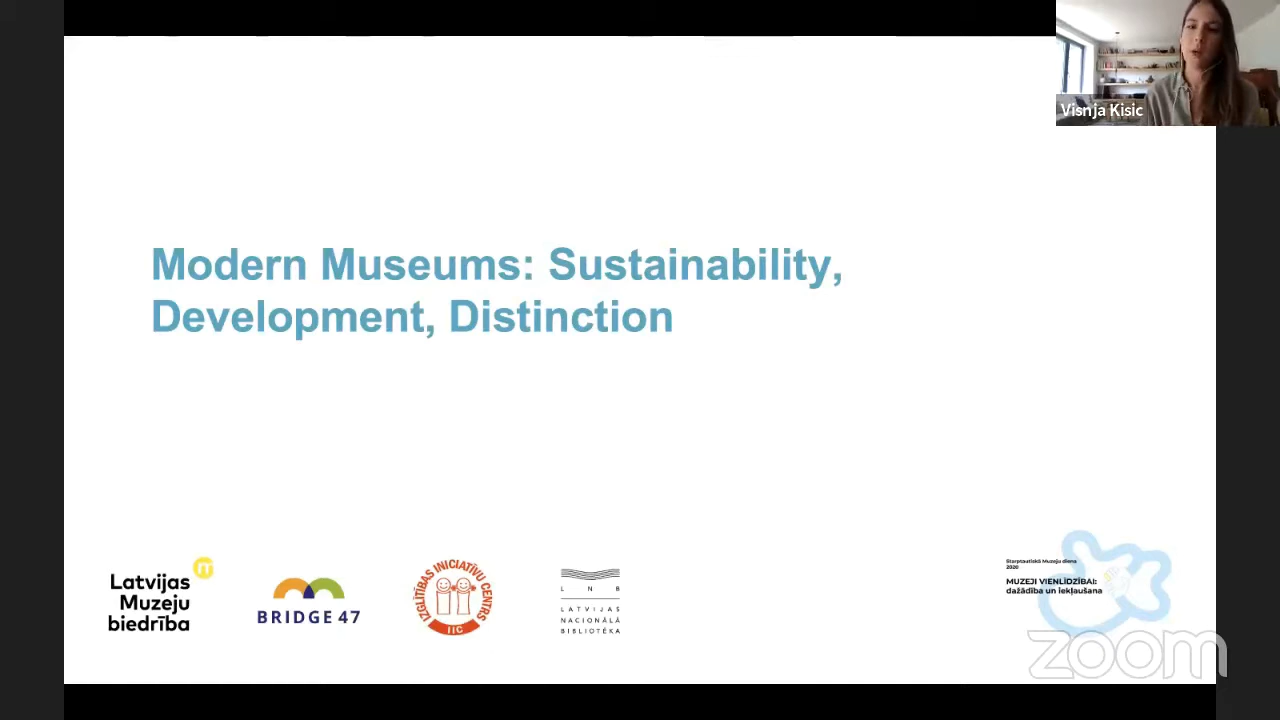 Visnja Kisic
Modern Museums: Sustainability,
Development, Distinction
Latvijas
Muzeju
biedrība
m
BRIDGE 47
IZGLĪTĪBAS INICIATĪVU CENTRS
IIC
L N B
LATVIJAS
NACIONĀLĀ
BIBLIOTĒKA
Starptautiskā Muzeju diena
2020
MUZEJI VIENLĪDZĪBAI:
dažādība un iekļaušana
zoom